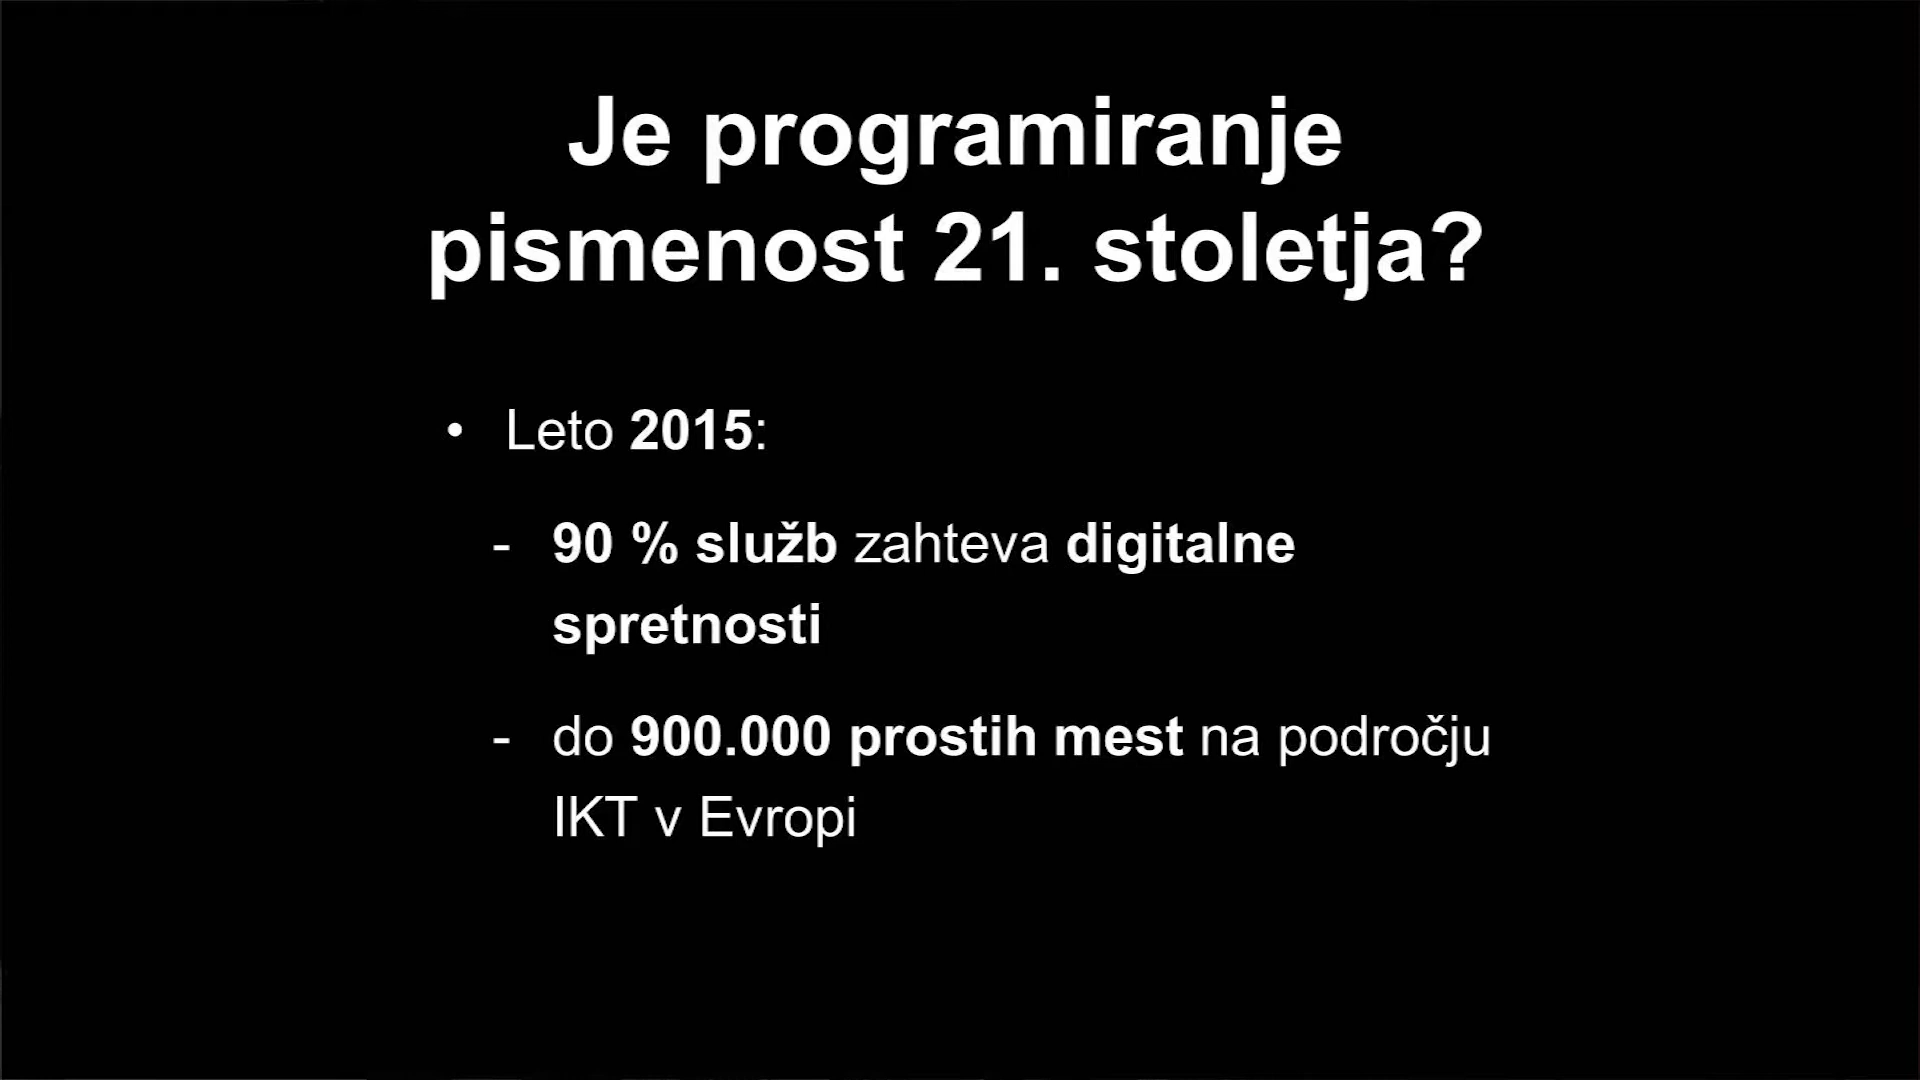 Je programiranje
pismenost 21. stoletja?
• Leto 2015:
- 90 % služb zahteva digitalne
spretnosti
- do 900.000 prostih mest na področju
IKT v Evropi